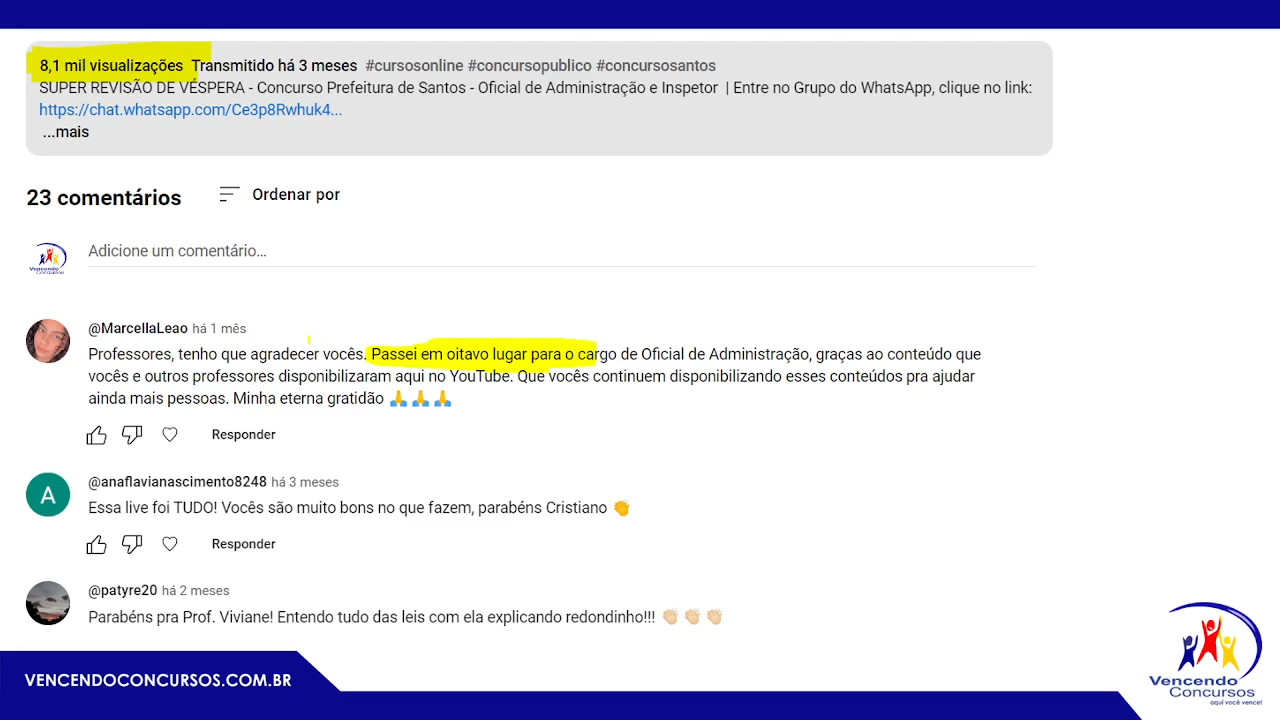 8,1 mil visualizações Transmitido há 3 meses #cursosonline #concursopublico #concursosantos
SUPER REVISÃO DE VÉSPERA - Concurso Prefeitura de Santos - Oficial de Administração e Inspetor | Entre no Grupo do WhatsApp, clique no link:
https://chat.whatsapp.com/Ce3p8Rwhuk4...
...mais
23 comentários
Ordenar por
Vencendo
Concursos
Adicione um comentário...
@MarcellaLeao há 1 mês
Professores, tenho que agradecer vocês. Passei em oitavo lugar para o cargo de Oficial de Administração, graças ao conteúdo que
vocês e outros professores disponibilizaram aqui no YouTube. Que vocês continuem disponibilizando esses conteúdos pra ajudar
ainda mais pessoas. Minha eterna gratidão 🙏 🙏 🙏
Responder
A
@anaflavianascimento8248 há 3 meses
Essa live foi TUDO! Vocês são muito bons no que fazem, parabéns Cristiano 👏
Responder
@patyre20 há 2 meses
Parabéns pra Prof. Viviane! Entendo tudo das leis com ela explicando redondinho!!! 👏🏻 👏🏻 👏🏻
VENCENDOCONCURSOS.COM.BR
Vencendo
Concursos
aqui você vence!